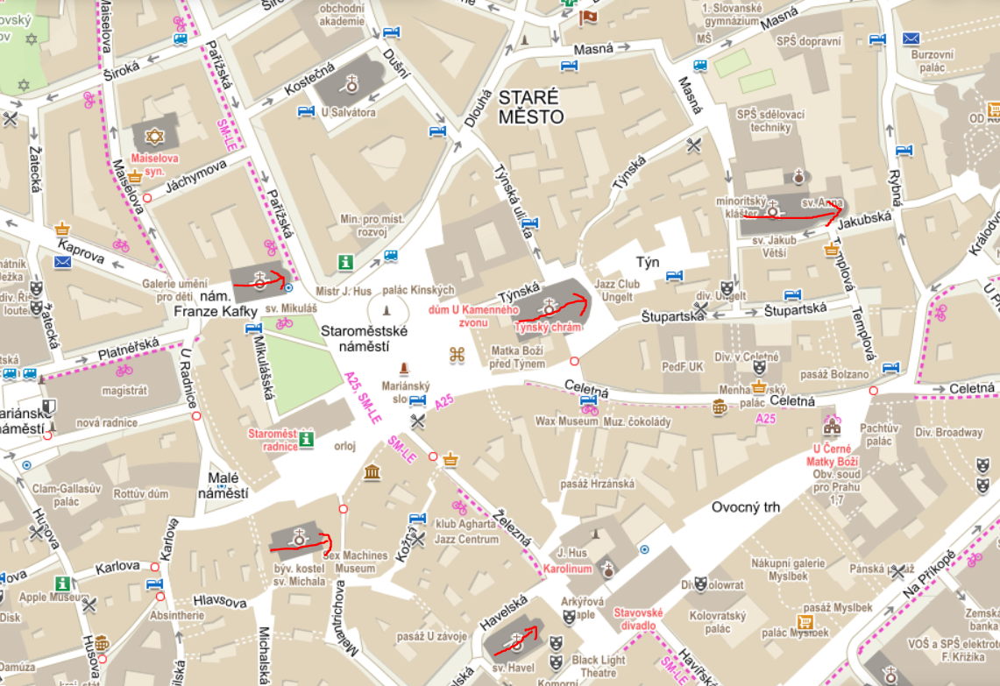 obchodní
akademie
1. Slovanské
gymnázium
Masná
MŠ
SPŠ dopravní
Burzovní
palác
Maiselova
Široká
Pařížská
Kostečná
Dušní
Masná
STARÉ
MĚSTO
Dlouhá
U Salvátora
Masná
SPŠ sdělovací
techniky
SM-LE
Maiselova
syn.
Žatecká
Maiselova
Jáchymova
Týnská
Rybná
Pařížská
Týnská ulička
minoritský
klášter
sv. Anna
Jakubská
Min. pro míst.
rozvoj
sv. Jakub
Větší
Kaprova
Týn
Templová
Galerie umění
pro děti
nám.
Franze Kafky
sv. Mikuláš
Mistr J. Hus
palác Kinských
Týnská
Jazz Club
Ungelt
div. Ungelt
dům U Kamenného
zvonu
Týnský chrám
Štupartská
Štupartská
Žatecká
Staroměstské
náměstí
Matka Boží
před Týnem
Platnéřská
Mikulášská
U Radnice
PedF UK
Div. v Celetné
Templová
pasáž Bolzano
A25 SM-LE
Mariánský
magistrát
A25
Celetná
palác
Celetná
Celetná
nová radnice
Wax Museum
Muz. čokolády
A25
Pachtův
palác
Div. Broadway
radnice
orloj
SM-LE
U Černé
Matky Boží
Obv. soud
pro Prahu
1,7
Malé
náměstí
Clam-Gallasův
palác
Rottův dům
pasáž Hrzánská
Ovocný trh
Husova
Karlova
klub Agharta
Jazz Centrum
Železná
Kožná
Sex Machines
Museum
býv. kostel
sv. Michala
J. Hus
Karolinum
Karlova
Nákupní galerie
Myslbek
Na Příkopě
Apple Museum
Hlavsova
Absintherie
Melantrichova
Michalská
Havelská
Arkýřová
Stavovské
divadlo
Kolovratský
palác
pasáž Myslbek
palác Myslbek
pasáž U závoje
sv. Havel
Black Light
Theatre
Husova
Zemská
banka
VOŠ a SPŠ elektrote
F. Křižíka
SM-LE
Havířská